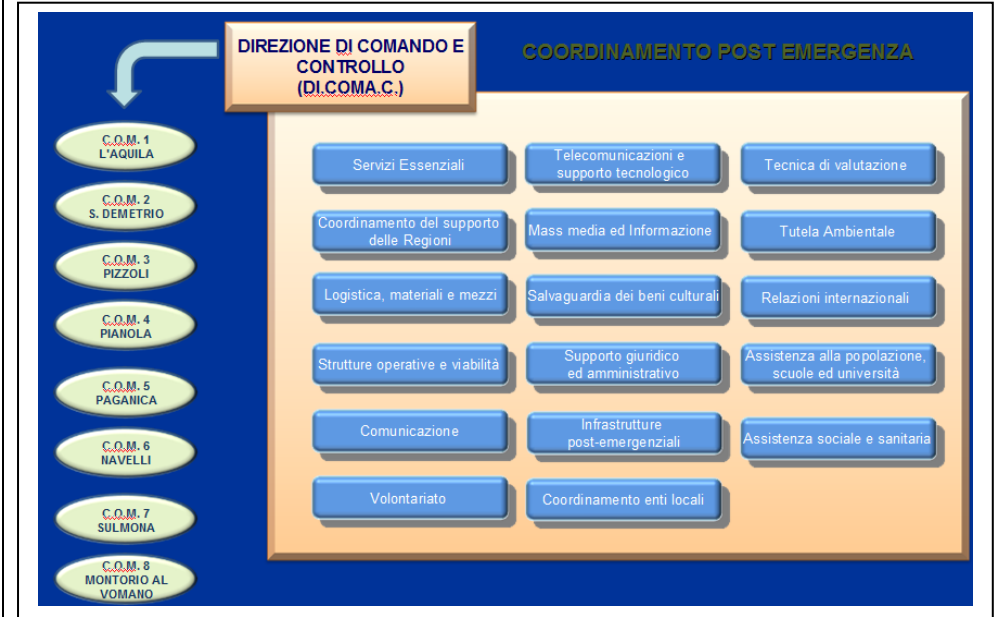 DIREZIONE DI COMANDO E
CONTROLLO
(DI.COMA.C.)
COORDINAMENTO POST EMERGENZA
C.O.M. 1
L'AQUILA
C.O.M. 2
S. DEMETRIO
C.O.M. 3
PIZZOLI
C.O.M. 4
PIANOLA
C.O.M. 5
PAGANICA
C.O.M. 6
NAVELLI
C.O.M. 7
SULMONA
C.O.M. 8
MONTORIO AL
VOMANO
Servizi Essenziali
Telecomunicazioni e
supporto tecnologico
Tecnica di valutazione
Coordinamento del supporto
delle Regioni
Mass media ed Informazione
Tutela Ambientale
Logistica, materiali e mezzi
Salvaguardia dei beni culturali
Relazioni internazionali
Strutture operative e viabilità
Supporto giuridico
ed amministrativo
Assistenza alla popolazione,
scuole ed università
Comunicazione
Infrastrutture
post-emergenziali
Assistenza sociale e sanitaria
Volontariato
Coordinamento enti locali